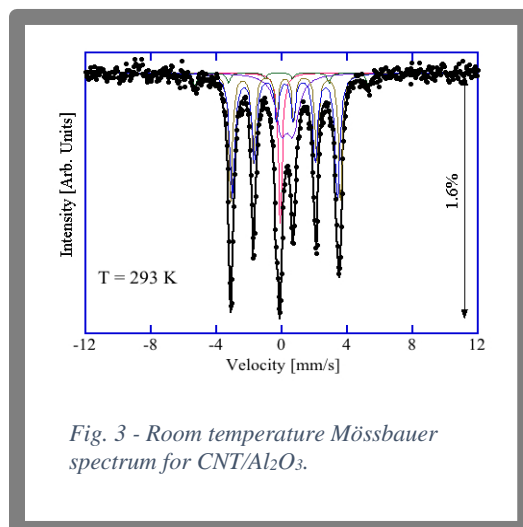 Intensity [Arb. Units]
1.6%
T = 293 K
-12 -8 -4 0 4 8 12
Velocity [mm/s]
Fig. 3 - Room temperature Mössbauer
spectrum for CNT/Al₂O₃.